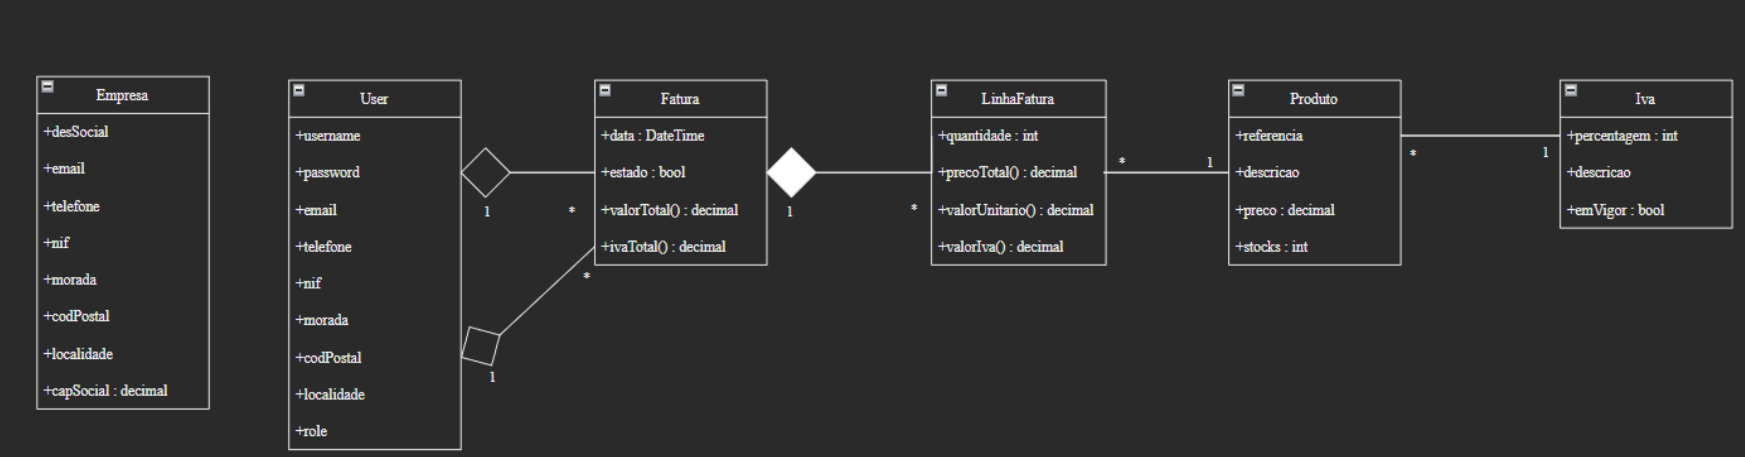 Empresa
+desSocial
+email
+telefone
+nif
+morada
+codPostal
+localidade
+capSocial : decimal
User
+username
+password
+email
+telefone
+nif
+morada
+codPostal
+localidade
+role
1
*
1
*
Fatura
+data : DateTime
+estado : bool
+valorTotal() : decimal
+ivaTotal() : decimal
1
*
LinhaFatura
+quantidade : int
+precoTotal() : decimal
+valorUnitario() : decimal
+valorIva() : decimal
*
1
Produto
+referencia
+descricao
+preco : decimal
+stocks : int
*
1
Iva
+percentagem : int
+descricao
+emVigor : bool